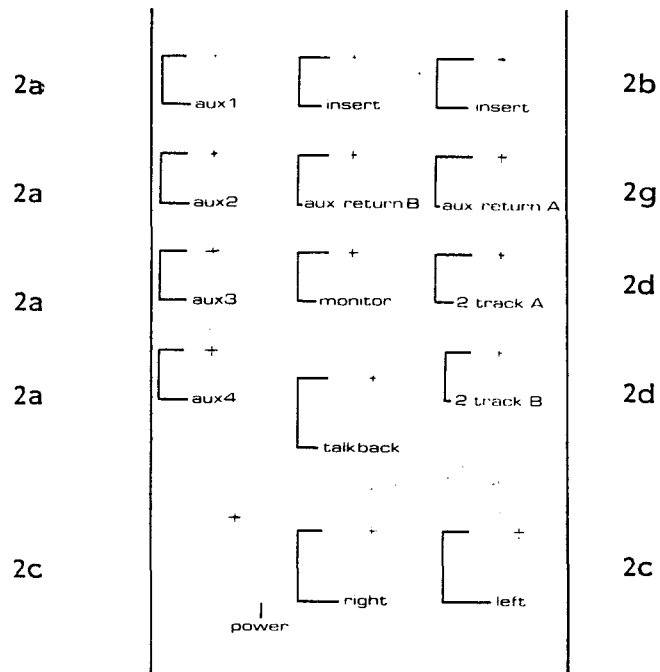 2a aux1 insert insert 2b
2a aux2 aux return B aux return A 2g
2a aux3 monitor 2 track A 2d
2a aux4 2 track B 2d
talkback
2c right left 2c
power